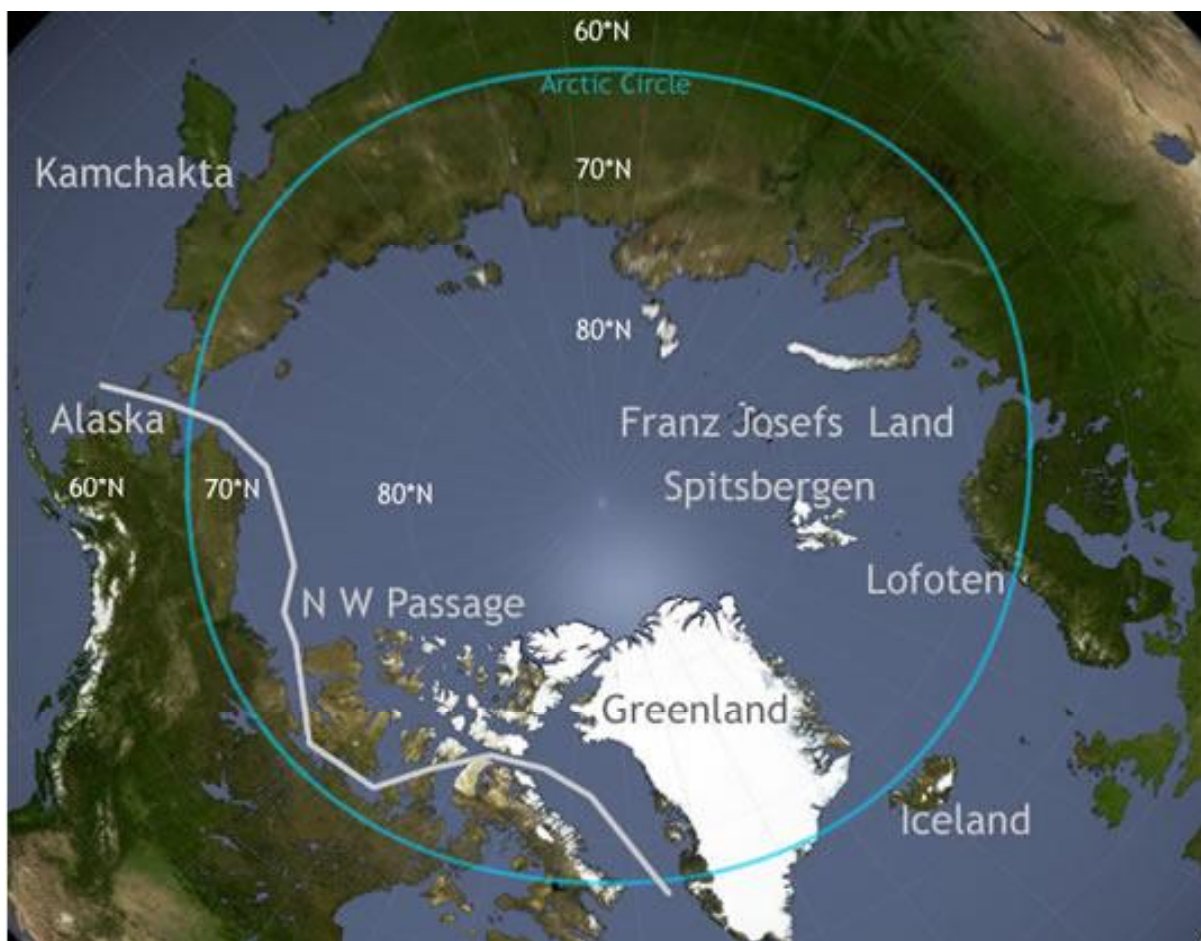 60*N
Arctic Circle
70*N
Kamchakta
80*N
Alaska
Franz Josefs Land
60*N 70*N 80*N
Spitsbergen
Lofoten
N W Passage
Greenland
Iceland